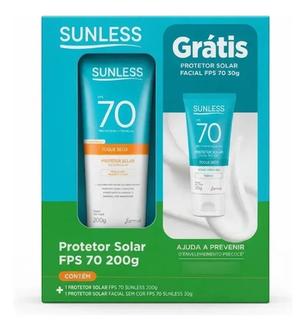 SUNLESS
Grátis
PROTETOR SOLAR
FACIAL FPS 70 30g
SUNLESS
FPS
70
TOQUE SECO
PROTETOR SOLAR
200g
SUNLESS
FPS
70
TOQUE SECO
Protetor Solar
FPS 70 200g
CONTÉM
AJUDA A PREVENIR
O ENVELHECIMENTO PRECOCE
1 PROTETOR SOLAR FPS 70 SUNLESS 200g
+ 1 PROTETOR SOLAR FACIAL SEM COR FPS 70 SUNLESS 30g